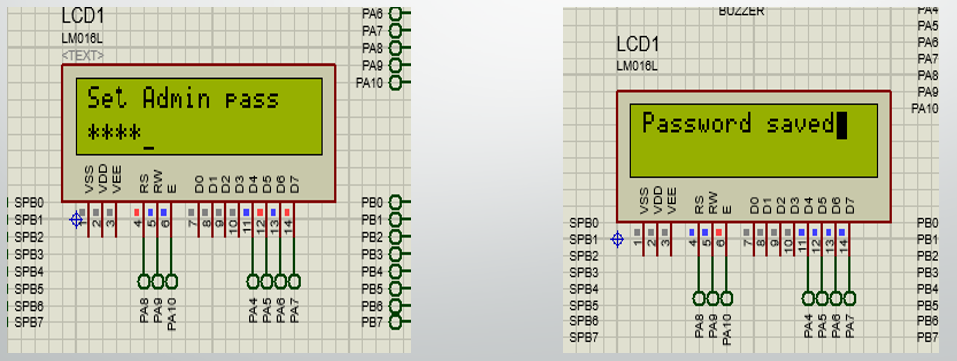 LCD1
LM016L
<TEXT>
Set Admin pass
****_
VSS VDD VEE RS RW E D0 D1 D2 D3 D4 D5 D6 D7
1 2 3 4 5 6 7 8 9 10 11 12 13 14
PA8 PA9 PA10 PA4 PA5 PA6 PA7
SPB0
SPB1
SPB2
SPB3
SPB4
SPB5
SPB6
SPB7
PA6
PA7
PA8
PA9
PA10
PB0
PB1
PB2
PB3
PB4
PB5
PB6
PB7
BUZZER
LCD1
LM016L
Password saved
VSS VDD VEE RS RW E D0 D1 D2 D3 D4 D5 D6 D7
1 2 3 4 5 6 7 8 9 10 11 12 13 14
PA8 PA9 PA10 PA4 PA5 PA6 PA7
SPB0
SPB1
SPB2
SPB3
SPB4
SPB5
SPB6
SPB7
PA4
PA5
PA6
PA7
PA8
PA9
PA10
PB0
PB1
PB2
PB3
PB4
PB5
PB6
PB7